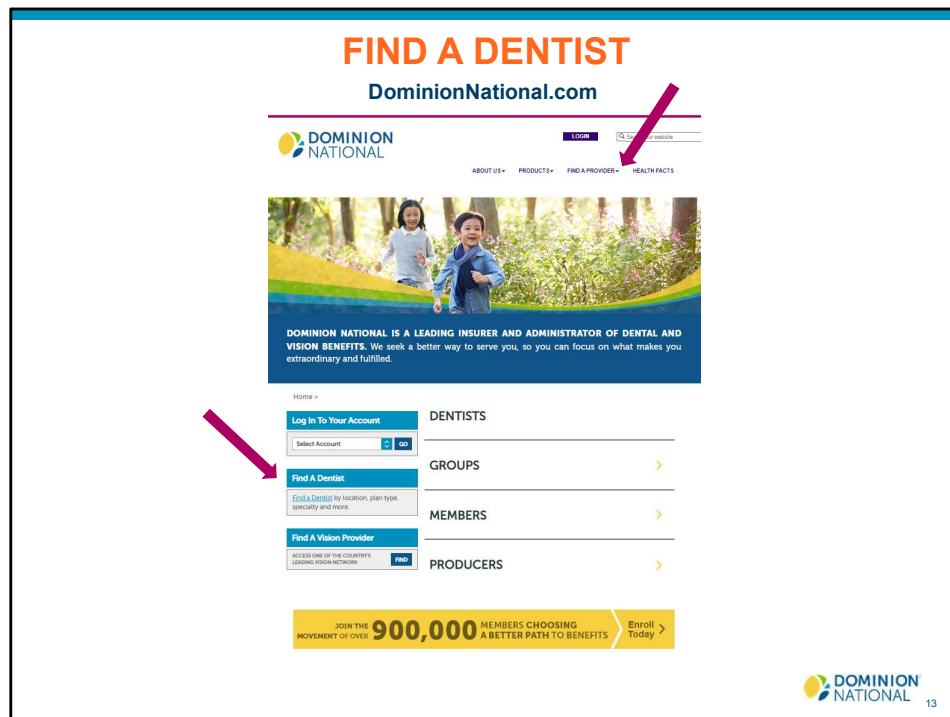 FIND A DENTIST
DominionNational.com
DOMINION
NATIONAL
LOGIN
website
ABOUT US PRODUCTS FIND A PROVIDER HEALTH FACTS
DOMINION NATIONAL IS A LEADING INSURER AND ADMINISTRATOR OF DENTAL AND
VISION BENEFITS. We seek a better way to serve you, so you can focus on what makes you
extraordinary and fulfilled.
Home >
Log In To Your Account
Select Account GO
Find A Dentist
Find a Dentist by location, plan type,
specialty and more.
Find A Vision Provider
ACCESS ONE OF THE COUNTRY'S
LEADING VISION NETWORK
FIND
DENTISTS
GROUPS
MEMBERS
PRODUCERS
JOIN THE
MOVEMENT OF OVER
900,000
MEMBERS CHOOSING
A BETTER PATH TO BENEFITS
Enroll
Today
DOMINION
NATIONAL
13